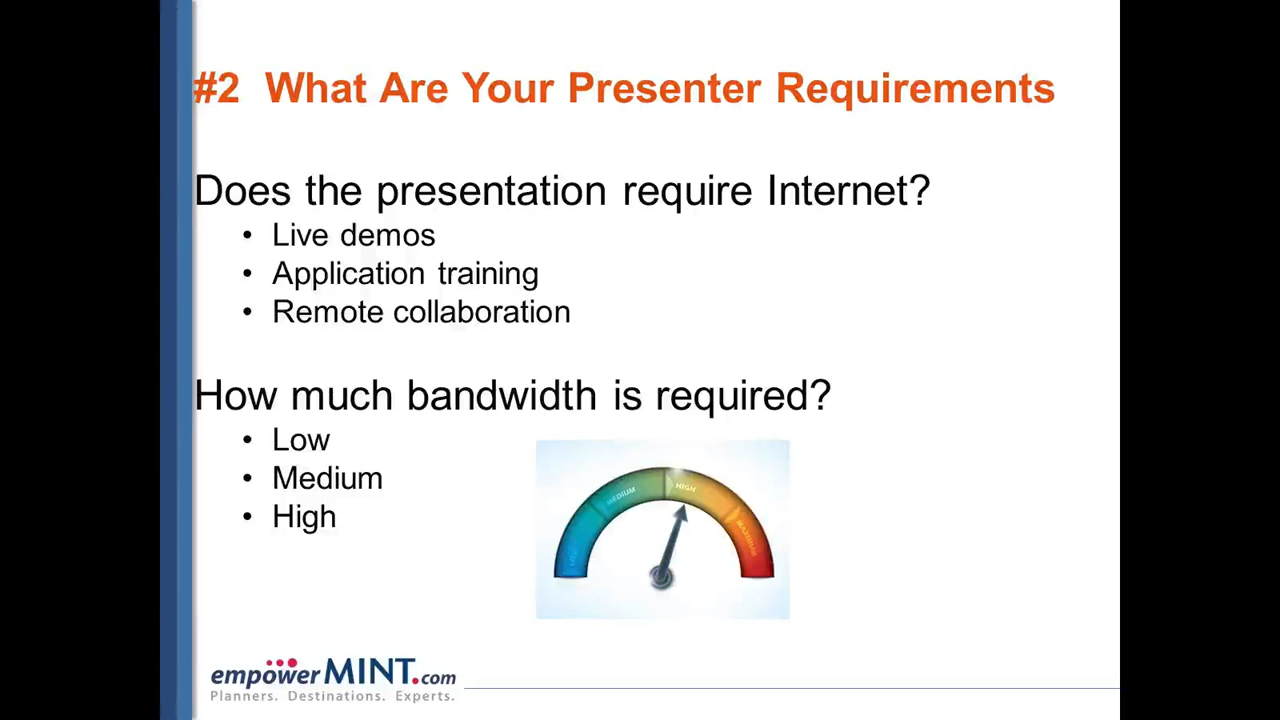 #2 What Are Your Presenter Requirements
Does the presentation require Internet?
• Live demos
• Application training
• Remote collaboration
How much bandwidth is required?
• Low
• Medium
• High
MEDIUM
HIGH
MAXIMUM
empowerMINT.com
Planners. Destinations. Experts.